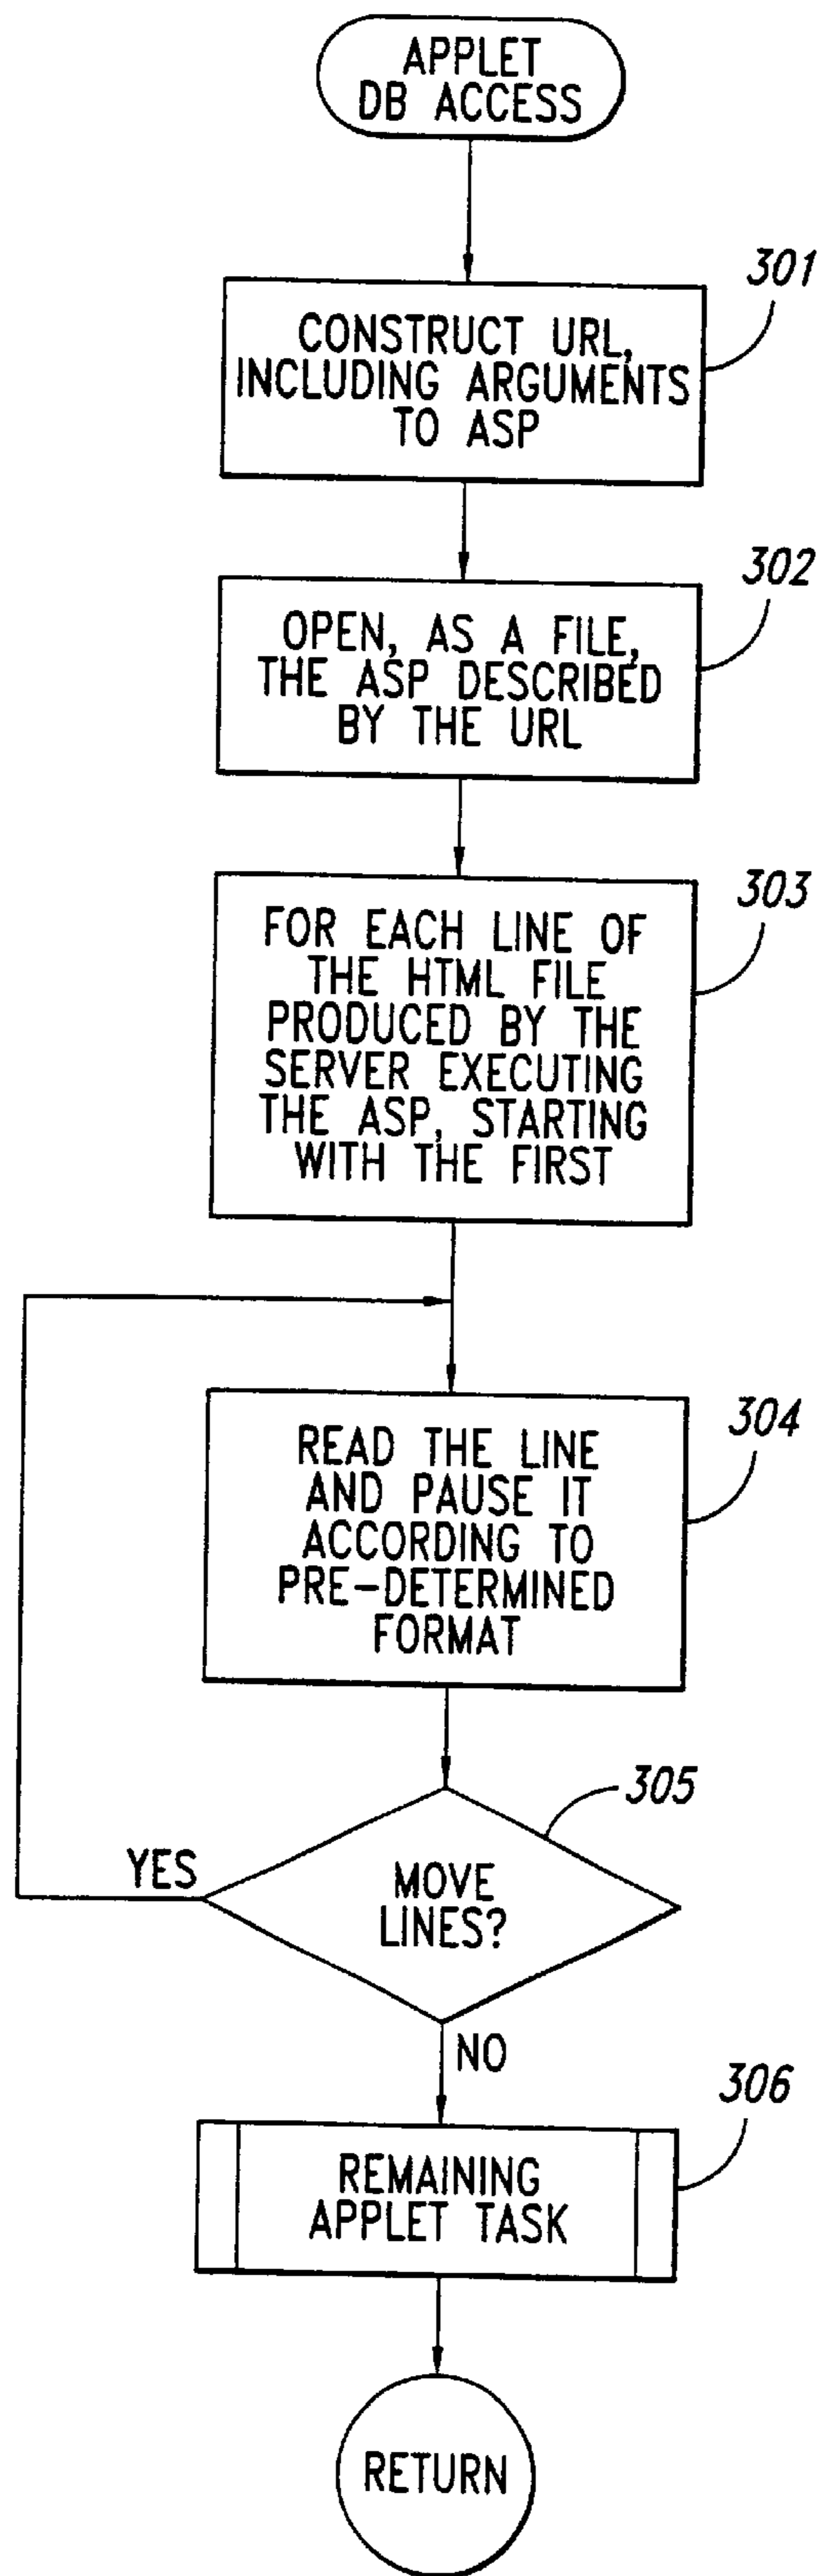 APPLET
DB ACCESS
301
CONSTRUCT URL,
INCLUDING ARGUMENTS
TO ASP
302
OPEN, AS A FILE,
THE ASP DESCRIBED
BY THE URL
303
FOR EACH LINE OF
THE HTML FILE
PRODUCED BY THE
SERVER EXECUTING
THE ASP, STARTING
WITH THE FIRST
304
READ THE LINE
AND PAUSE IT
ACCORDING TO
PRE-DETERMINED
FORMAT
305
YES
MOVE
LINES?
NO
306
REMAINING
APPLET TASK
RETURN